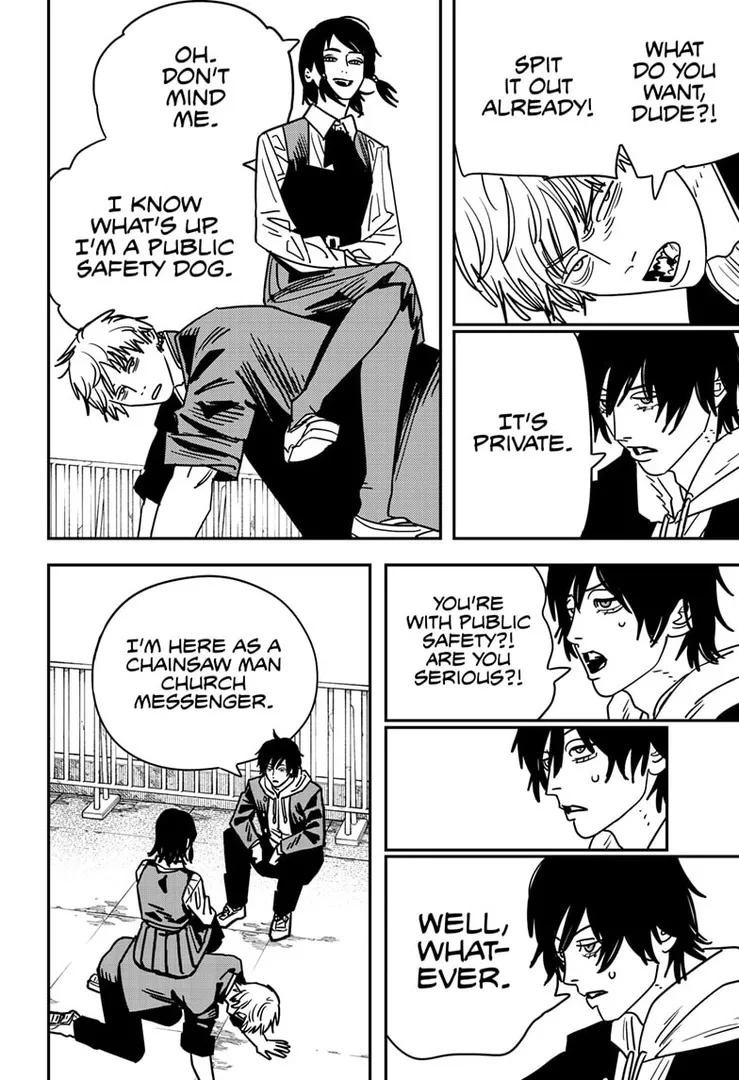 WHAT
DO YOU
WANT,
DUDE?!
SPIT
IT OUT
ALREADY!
IT'S
PRIVATE.
OH.
DON'T
MIND
ME.
I KNOW
WHAT'S UP.
I'M A PUBLIC
SAFETY DOG.
YOU'RE
WITH PUBLIC
SAFETY?!
ARE YOU
SERIOUS?!
WELL,
WHAT-
EVER.
I'M HERE AS A
CHAINSAW MAN
CHURCH
MESSENGER.